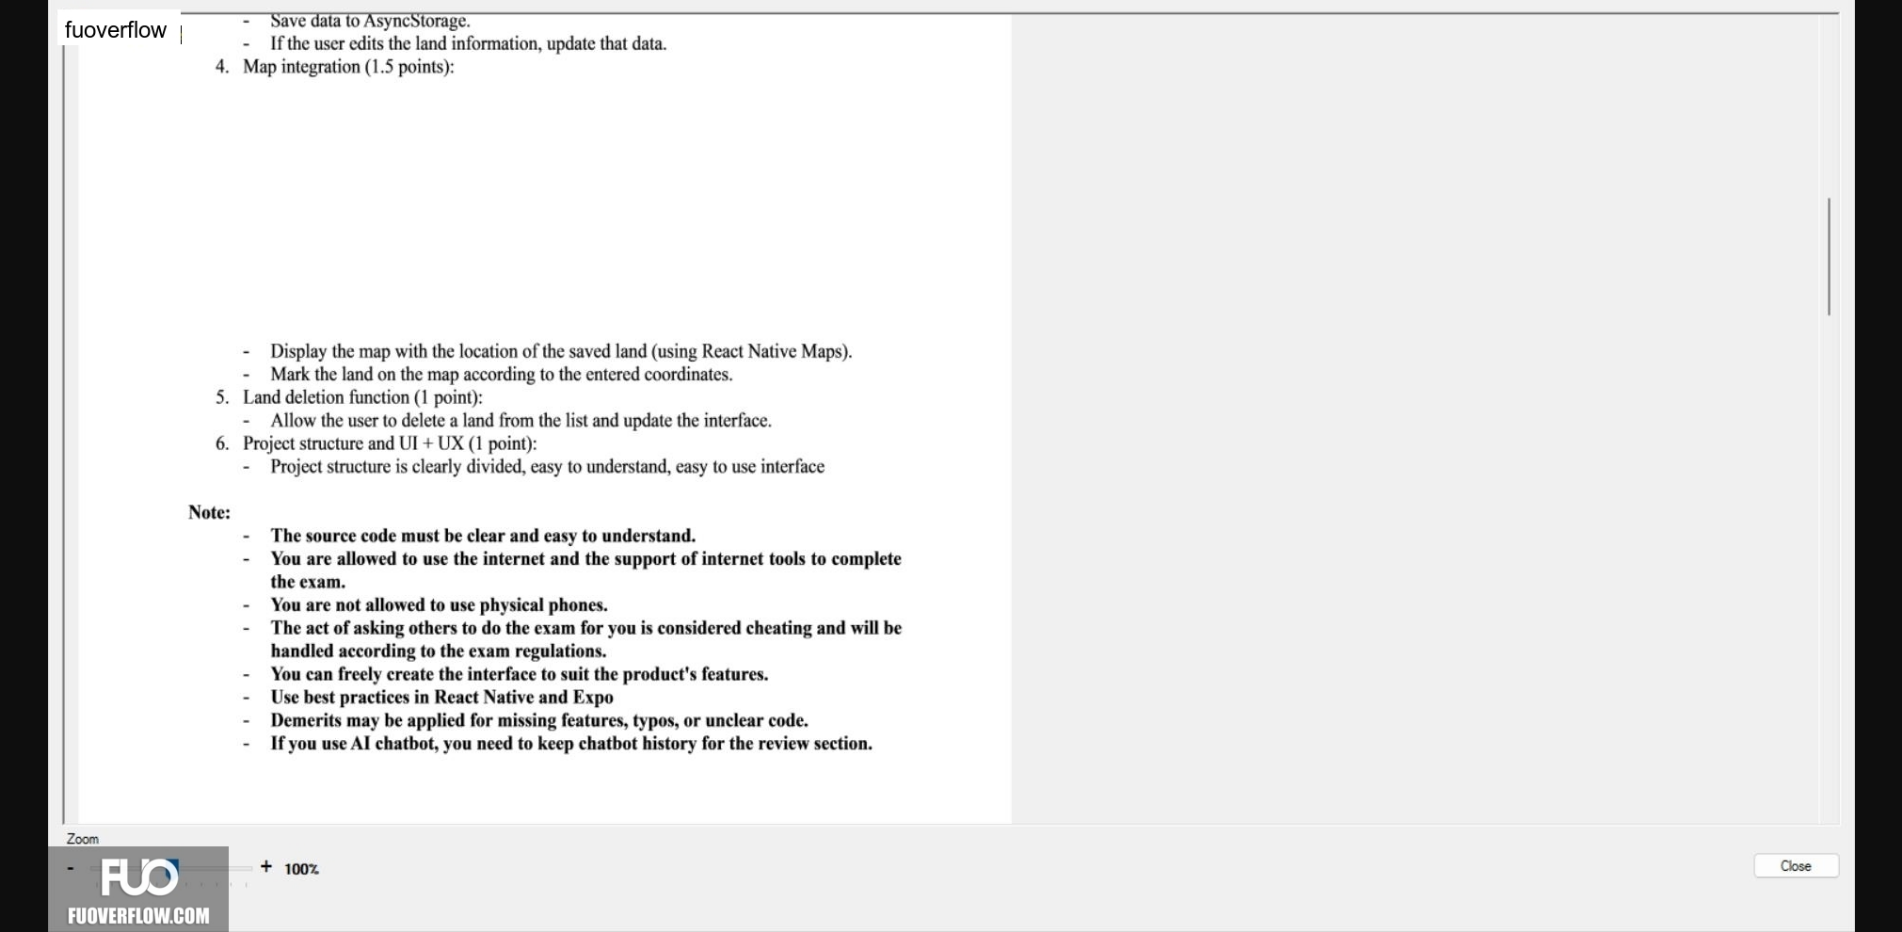 fuoverflow
- Save data to AsyncStorage.
- If the user edits the land information, update that data.
4. Map integration (1.5 points):
- Display the map with the location of the saved land (using React Native Maps).
- Mark the land on the map according to the entered coordinates.
5. Land deletion function (1 point):
- Allow the user to delete a land from the list and update the interface.
6. Project structure and UI + UX (1 point):
- Project structure is clearly divided, easy to understand, easy to use interface
Note:
- The source code must be clear and easy to understand.
- You are allowed to use the internet and the support of internet tools to complete
the exam.
- You are not allowed to use physical phones.
- The act of asking others to do the exam for you is considered cheating and will be
handled according to the exam regulations.
- You can freely create the interface to suit the product's features.
- Use best practices in React Native and Expo
- Demerits may be applied for missing features, typos, or unclear code.
- If you use AI chatbot, you need to keep chatbot history for the review section.
Zoom
- + 100%
Close
FUO
FUOVERFLOW.COM